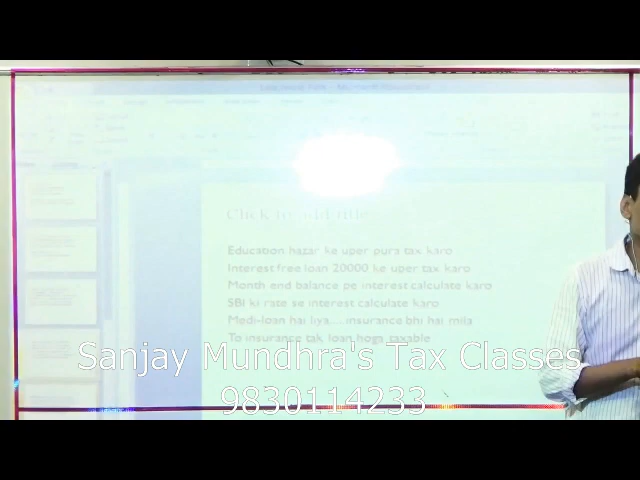 Click to add title
Education hazar ke uper pura tax karo
Interest free loan 20000 ke uper tax karo
Month end balance pe interest calculate karo
SBI ki rate se interest calculate karo
Medi-loan hai liya....insurance bhi hai mila
To insurance tak loan hoga taxable
Sanjay Mundhra's Tax Classes
9830114233